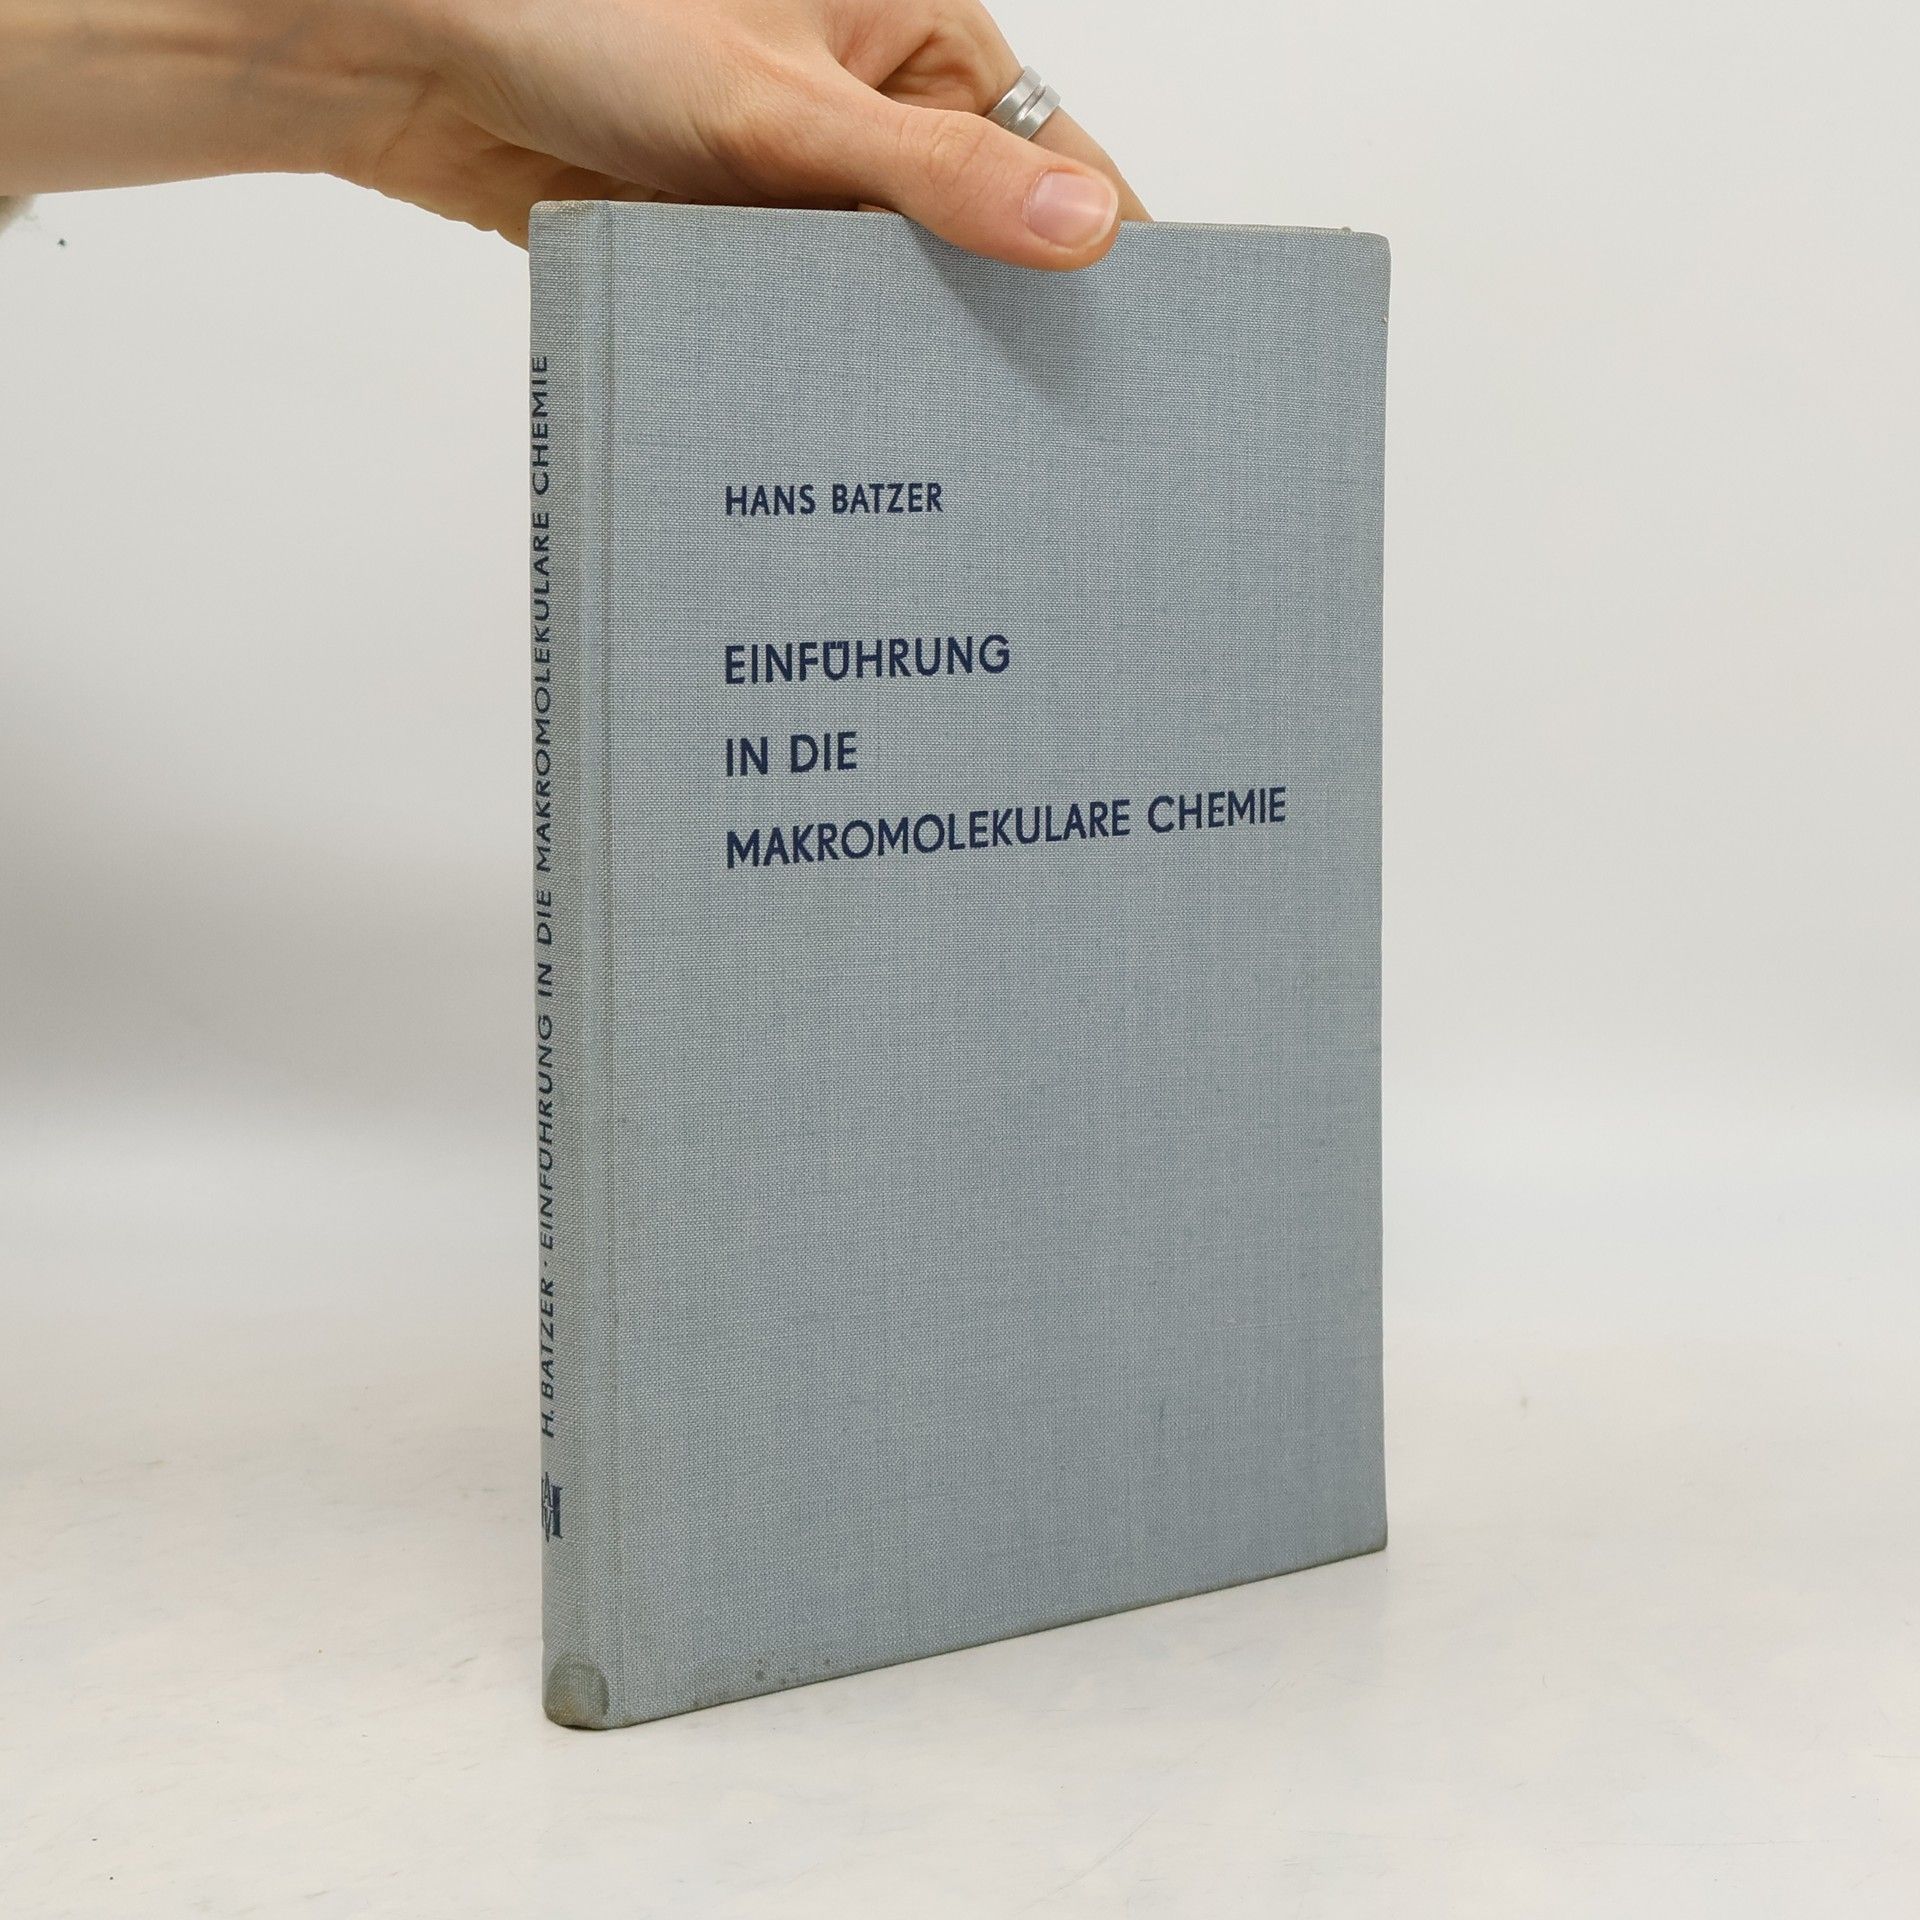 HANS BATZER
EINFÜHRUNG
IN DIE
MAKROMOLEKULARE CHEMIE
H. BATZER · EINFÜHRUNG IN DIE MAKROMOLEKULARE CHEMIE